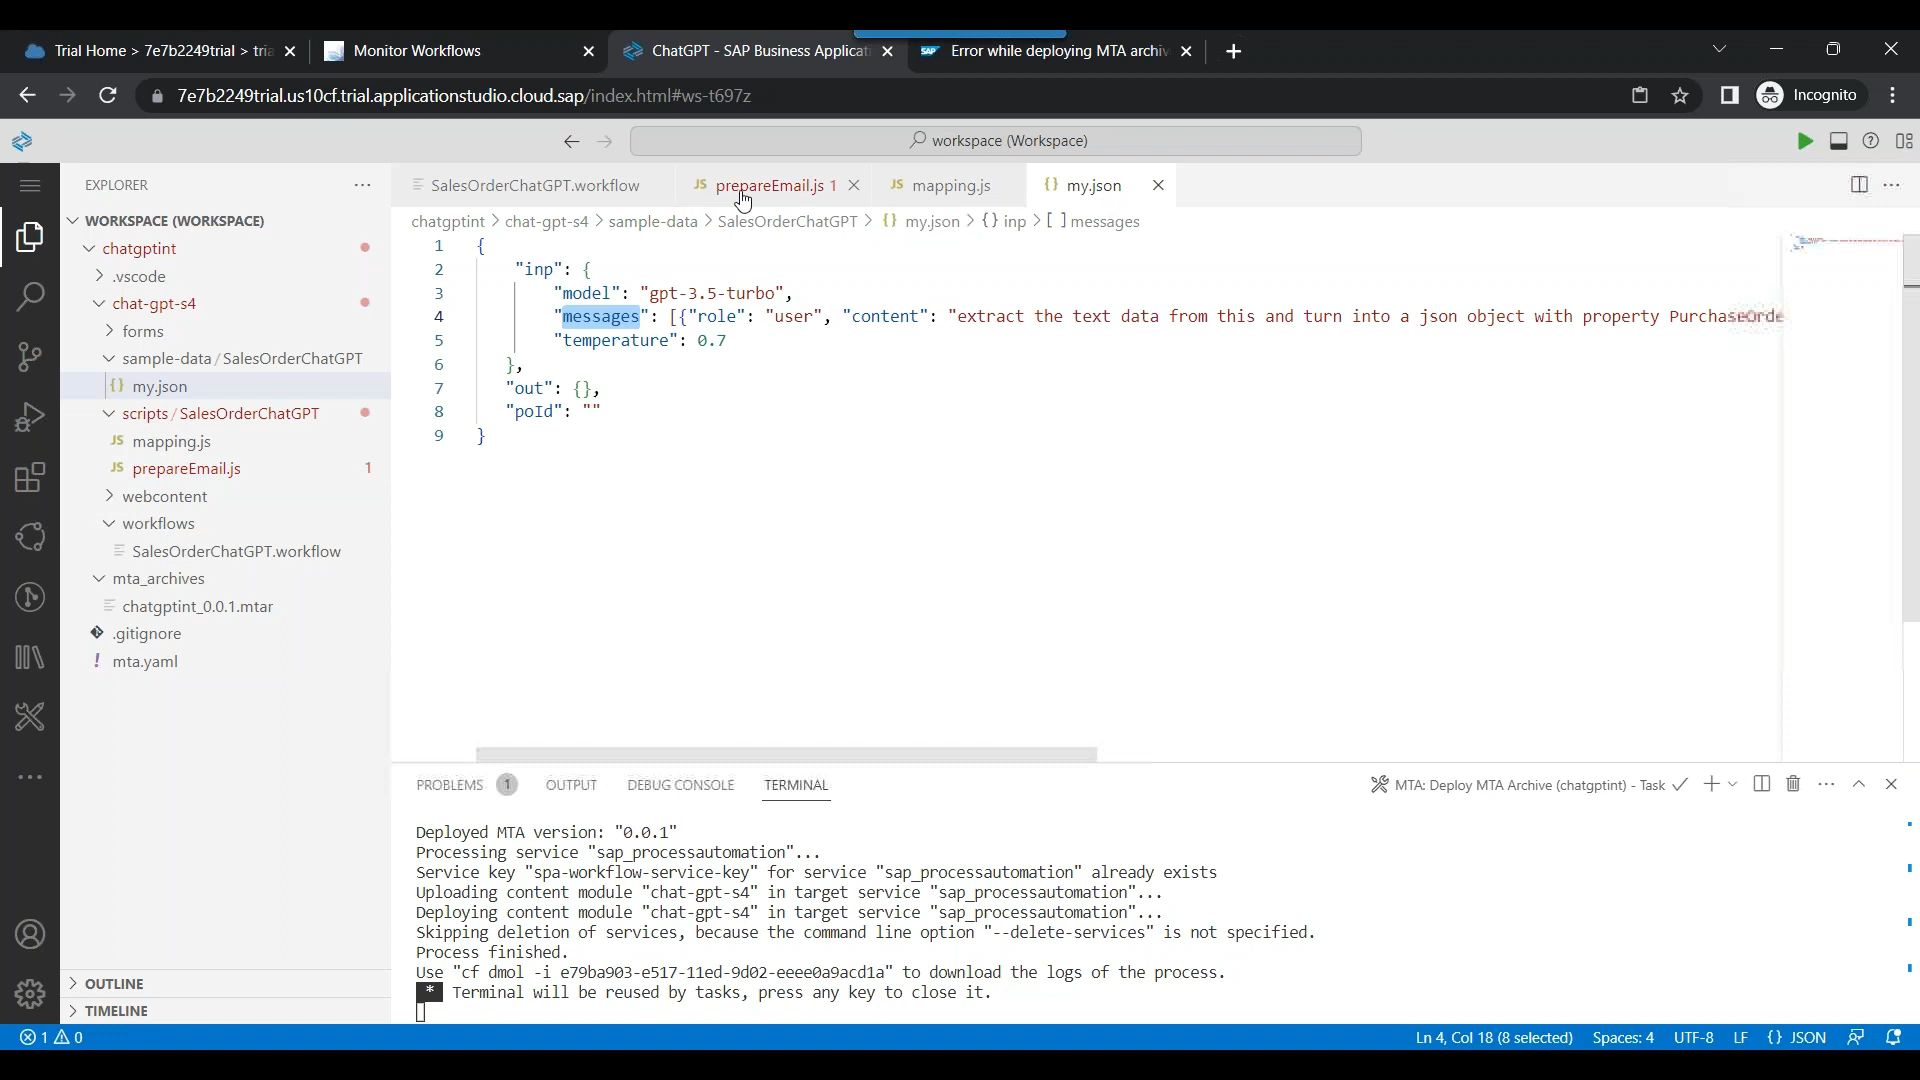 Trial Home > 7e7b2249trial > tria
Monitor Workflows
ChatGPT - SAP Business Applicat
SAP Error while deploying MTA archiv
7e7b2249trial.us10cf.trial.applicationstudio.cloud.sap/index.html#ws-t697z
Incognito
workspace (Workspace)
EXPLORER
WORKSPACE (WORKSPACE)
chatgptint
.vscode
chat-gpt-s4
forms
sample-data / SalesOrderChatGPT
{} my.json
scripts / SalesOrderChatGPT
JS mapping.js
JS prepareEmail.js 1
webcontent
workflows
SalesOrderChatGPT.workflow
mta_archives
chatgptint_0.0.1.mtar
.gitignore
! mta.yaml
OUTLINE
TIMELINE
SalesOrderChatGPT.workflow
JS prepareEmail.js 1
JS mapping.js
{} my.json
chatgptint > chat-gpt-s4 > sample-data > SalesOrderChatGPT > {} my.json > {} inp > [ ] messages
1 {
2 "inp": {
3 "model": "gpt-3.5-turbo",
4 "messages": [{"role": "user", "content": "extract the text data from this and turn into a json object with property PurchaseOrde
5 "temperature": 0.7
6 },
7 "out": {},
8 "poId": ""
9 }
PROBLEMS 1 OUTPUT DEBUG CONSOLE TERMINAL
MTA: Deploy MTA Archive (chatgptint) - Task
Deployed MTA version: "0.0.1"
Processing service "sap_processautomation"...
Service key "spa-workflow-service-key" for service "sap_processautomation" already exists
Uploading content module "chat-gpt-s4" in target service "sap_processautomation"...
Deploying content module "chat-gpt-s4" in target service "sap_processautomation"...
Skipping deletion of services, because the command line option "--delete-services" is not specified.
Process finished.
Use "cf dmol -i e79ba903-e517-11ed-9d02-eeee0a9acd1a" to download the logs of the process.
* Terminal will be reused by tasks, press any key to close it.
1 0
Ln 4, Col 18 (8 selected) Spaces: 4 UTF-8 LF {} JSON